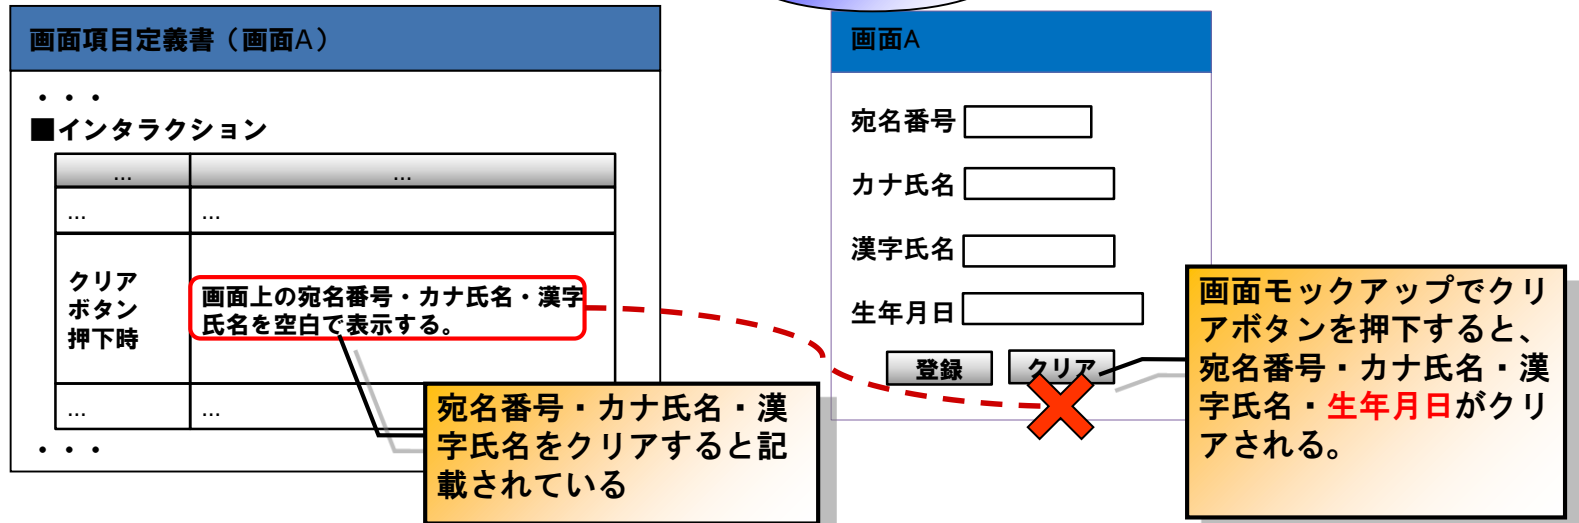 画面項目定義書（画面A）
・・・
■インタラクション
...
...
...
...
クリア
ボタン
押下時
画面上の宛名番号・カナ氏名・漢字
氏名を空白で表示する。
...
...
・・・
宛名番号・カナ氏名・漢
字氏名をクリアすると記
載されている
画面A
宛名番号
カナ氏名
漢字氏名
生年月日
登録
クリア
画面モックアップでクリ
アボタンを押下すると、
宛名番号・カナ氏名・漢
字氏名・生年月日がクリ
アされる。